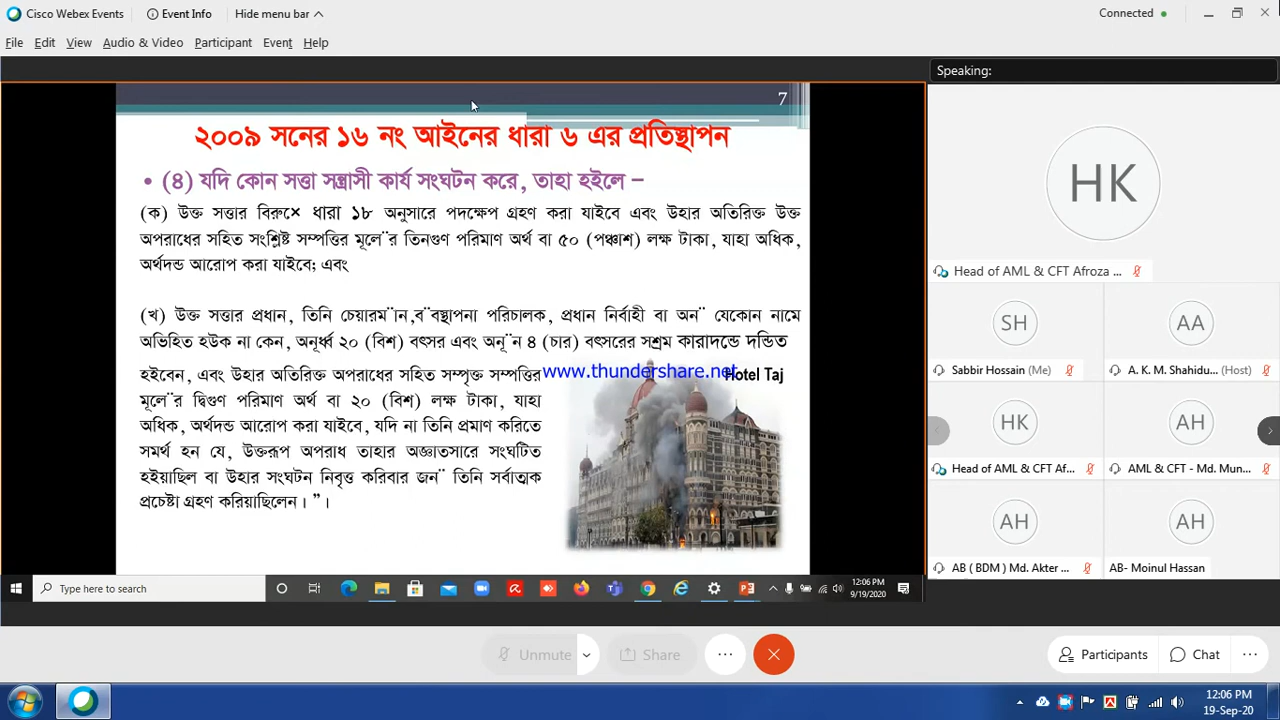 Cisco Webex Events
Event Info
Hide menu bar
Connected
File Edit View Audio & Video Participant Event Help
Speaking:
7
২০০৯ সনের ১৬ নং আইনের ধারা ৬ এর প্রতিস্থাপন
• (৪) যদি কোন সত্তা সন্ত্রাসী কার্য সংঘটন করে, তাহা হইলে –
(ক) উক্ত সত্তার বিরু× ধারা ১৮ অনুসারে পদক্ষেপ গ্রহণ করা যাইবে এবং উহার অতিরিক্ত উক্ত
অপরাধের সহিত সংশ্লিষ্ট সম্পত্তির মূল¨ের তিনগুণ পরিমাণ অর্থ বা ৫০ (পঞ্চাশ) লক্ষ টাকা, যাহা অধিক,
অর্থদন্ড আরোপ করা যাইবে; এবং
(খ) উক্ত সত্তার প্রধান, তিনি চেয়ারম¨ান,ব¨বস্থাপনা পরিচালক, প্রধান নির্বাহী বা অন¨ যেকোন নামে
অভিহিত হউক না কেন, অনূর্ধ্ব ২০ (বিশ) বৎসর এবং অনূ¨ন ৪ (চার) বৎসরের সশ্রম কারাদন্ডে দন্ডিত
হইবেন, এবং উহার অতিরিক্ত অপরাধের সহিত সম্পৃক্ত সম্পত্তির
মূল¨ের দ্বিগুণ পরিমাণ অর্থ বা ২০ (বিশ) লক্ষ টাকা, যাহা
অধিক, অর্থদন্ড আরোপ করা যাইবে, যদি না তিনি প্রমাণ করিতে
সমর্থ হন যে, উক্তরূপ অপরাধ তাহার অজ্ঞাতসারে সংঘটিত
হইয়াছিল বা উহার সংঘটন নিবৃত্ত করিবার জন¨ তিনি সর্বাত্মক
প্রচেষ্টা গ্রহণ করিয়াছিলেন। ”।
www.thundershare.net
Hotel Taj
HK
Head of AML & CFT Afroza ...
SH
Sabbir Hossain (Me)
AA
A. K. M. Shahidu... (Host)
HK
Head of AML & CFT Af...
AH
AML & CFT - Md. Mun...
AH
AB ( BDM ) Md. Akter ...
AH
AB- Moinul Hassan
Type here to search
12:06 PM
9/19/2020
Unmute
Share
Participants
Chat
12:06 PM
19-Sep-20